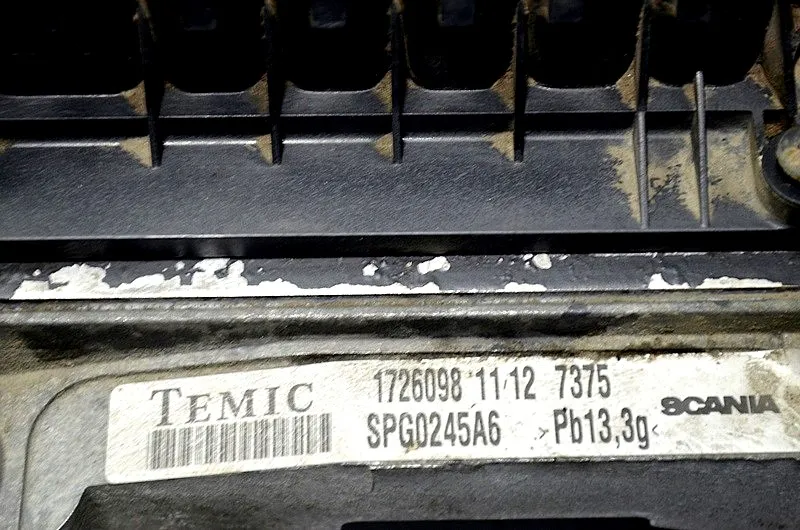 TEMIC
1726098 11·12 7375
SPG0245A6 >Pb13,3g<
SCANIA